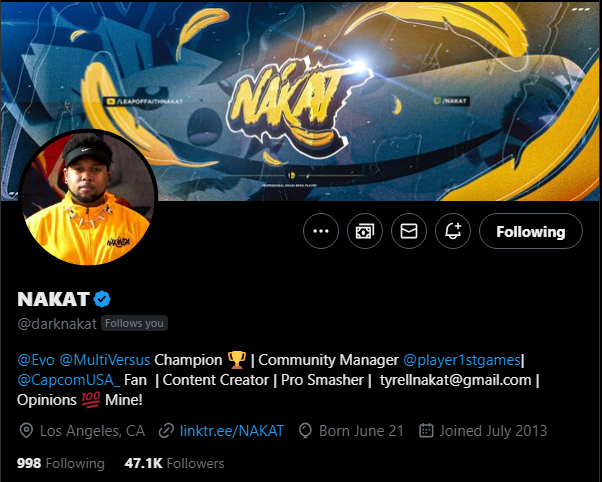 NAKAT
/LEAPOFFAITHNAKAT
/NAKAT
PROFESSIONAL SMASH BROS. PLAYER
NAKANDA
Following
NAKAT
@darknakat Follows you
@Evo @MultiVersus Champion 🏆 | Community Manager @player1stgames|
@CapcomUSA_ Fan | Content Creator | Pro Smasher | tyrellnakat@gmail.com |
Opinions 💯 Mine!
Los Angeles, CA linktr.ee/NAKAT Born June 21 Joined July 2013
998 Following 47.1K Followers